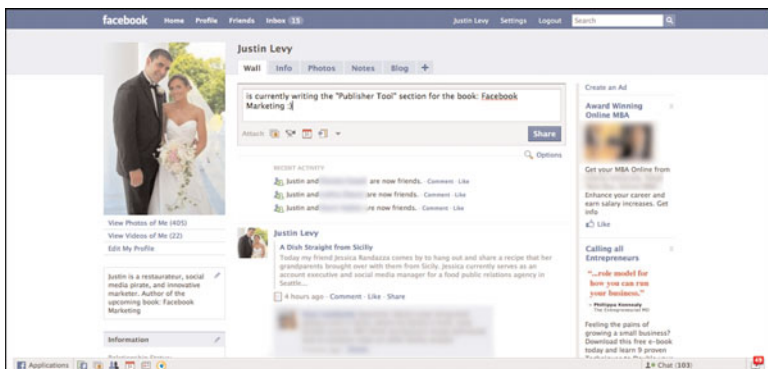 facebook Home Profile Friends Inbox 15 Justin Levy Settings Logout Search
Justin Levy
Wall Info Photos Notes Blog +
is currently writing the "Publisher Tool" section for the book: Facebook
Marketing :)
Attach Share
Options
RECENT ACTIVITY
Justin and are now friends. · Comment · Like
Justin and are now friends. · Comment · Like
Justin and are now friends. · Comment · Like
Justin Levy
A Dish Straight from Sicilly
Today my friend Jessica Randazza comes by to hang out and share a recipe that her
grandparents brought over with them from Sicily. Jessica currently serves as an
account executive and social media manager for a food public relations agency in
Seattle...
4 hours ago · Comment · Like · Share
View Photos of Me (405)
View Videos of Me (22)
Edit My Profile
Justin is a restaurateur, social
media pirate, and innovative
marketer. Author of the
upcoming book: Facebook
Marketing
Information
Create an Ad
Award Winning
Online MBA
Get your MBA Online from
Enhance your career and
earn salary increases. Get
info
Like
Calling all
Entrepreneurs
"...role model for
how you can run
your business."
The Entrepreneurial MD
Feeling the pains of
growing a small business?
Download this free e-book
today and learn 9 proven
Applications
Chat (103)